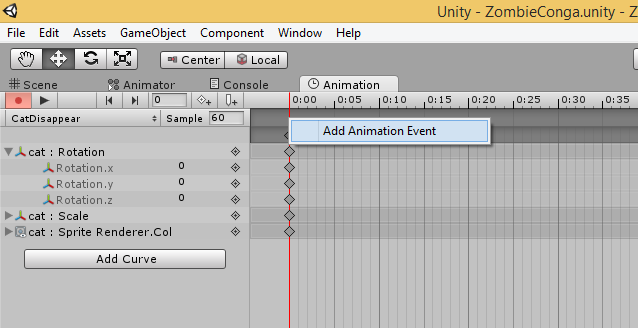 Unity - ZombieConga.unity - U
File Edit Assets GameObject Component Window Help
Center Local
Scene Animator Console Animation
0 0:00 0:05 0:10 0:15 0:20 0:25 0:30 0:35
CatDisappear Sample 60
Add Animation Event
cat : Rotation
Rotation.x 0
Rotation.y 0
Rotation.z 0
cat : Scale
cat : Sprite Renderer.Col
Add Curve